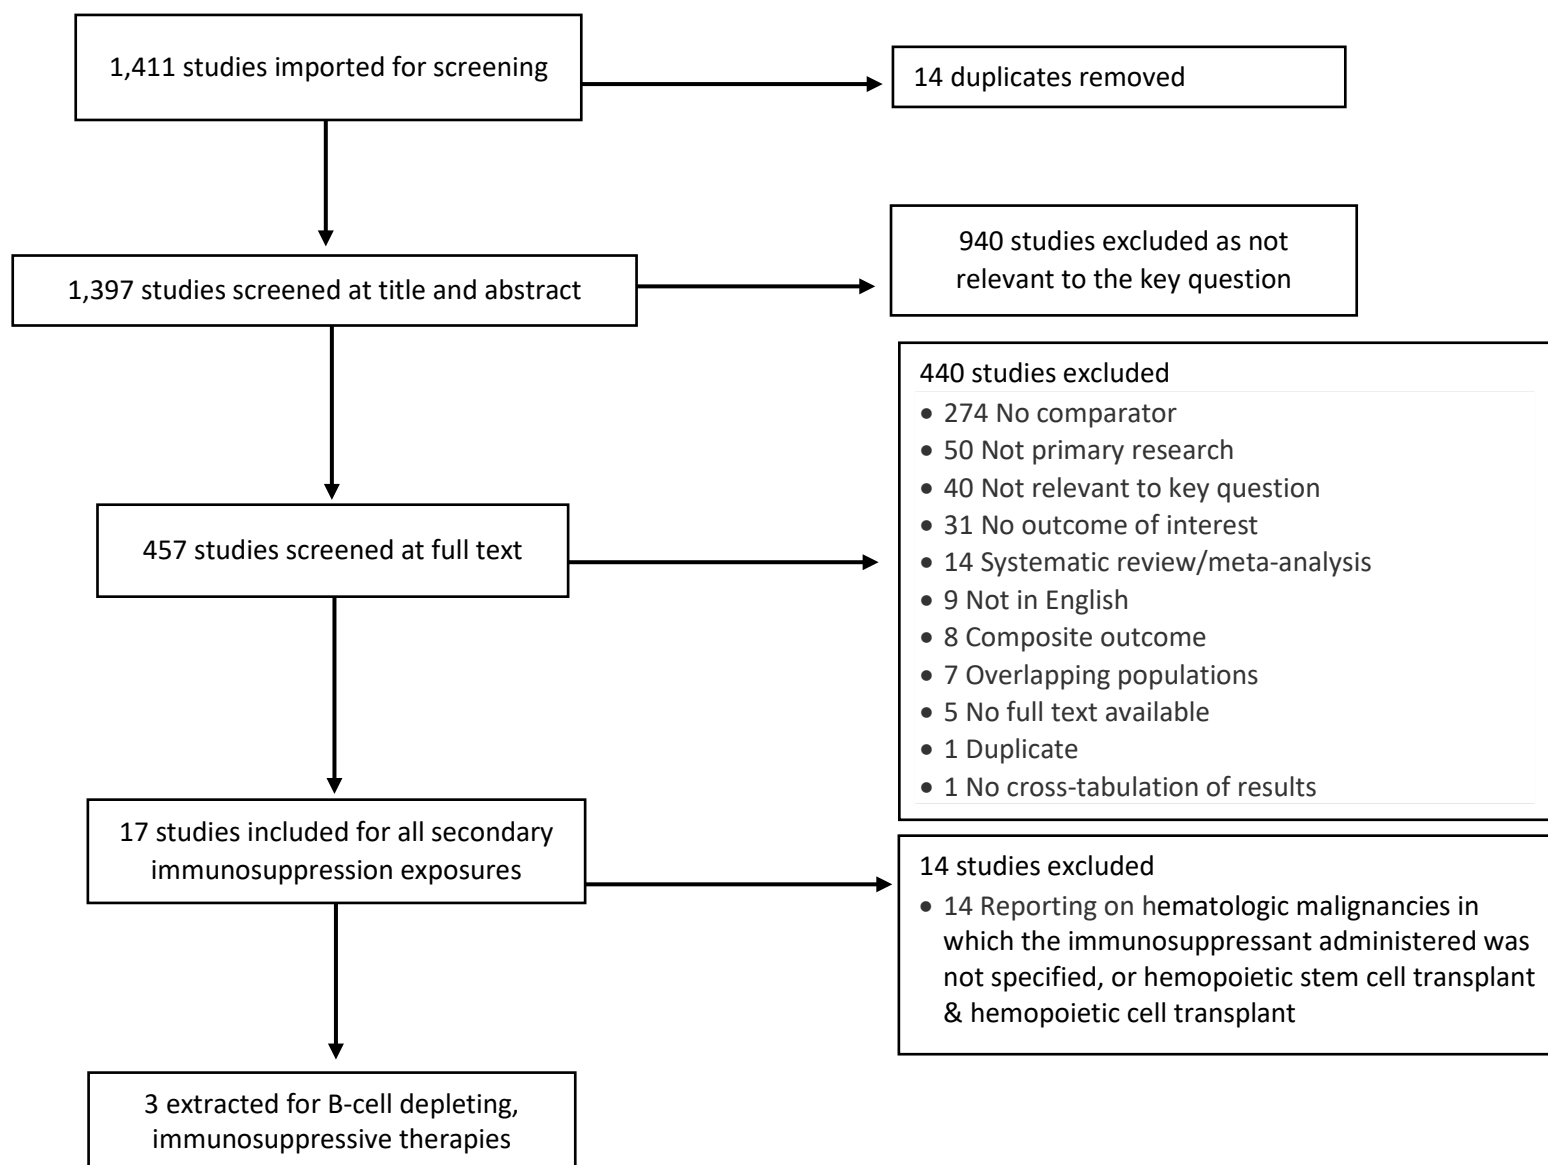 1,411 studies imported for screening
14 duplicates removed
1,397 studies screened at title and abstract
940 studies excluded as not
relevant to the key question
457 studies screened at full text
440 studies excluded
• 274 No comparator
• 50 Not primary research
• 40 Not relevant to key question
• 31 No outcome of interest
• 14 Systematic review/meta-analysis
• 9 Not in English
• 8 Composite outcome
• 7 Overlapping populations
• 5 No full text available
• 1 Duplicate
• 1 No cross-tabulation of results
17 studies included for all secondary
immunosuppression exposures
14 studies excluded
• 14 Reporting on hematologic malignancies in
which the immunosuppressant administered was
not specified, or hemopoietic stem cell transplant
& hemopoietic cell transplant
3 extracted for B-cell depleting,
immunosuppressive therapies